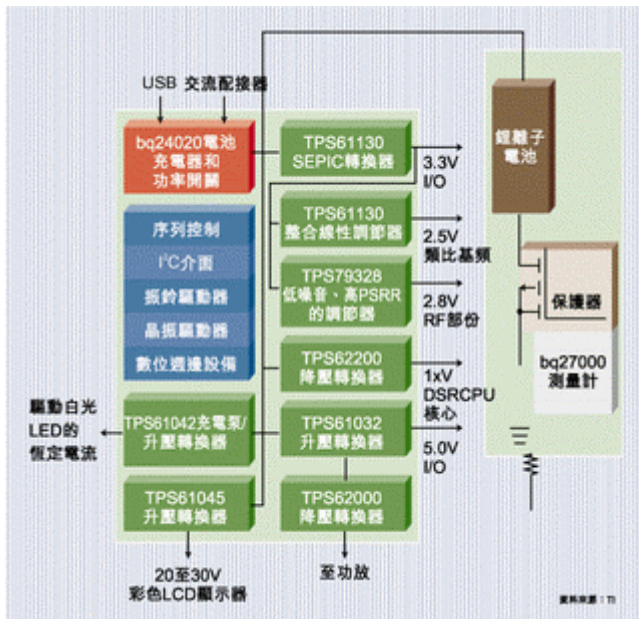 USB 交流配接器
bq24020電池
充電器和
功率開關
TPS61130
SEPIC轉換器
3.3V
I/O
鋰離子
電池
序列控制
I²C介面
振鈴驅動器
晶振驅動器
數位週邊設備
TPS61130
整合線性調節器
2.5V
類比基頻
TPS79328
低噪音、高PSRR
的調節器
2.8V
RF部份
保護器
bq27000
測量計
TPS62200
降壓轉換器
1xV
DSRCPU
核心
驅動白光
LED的
恆定電流
TPS61042充電泵/
升壓轉換器
TPS61032
升壓轉換器
5.0V
I/O
TPS61045
升壓轉換器
TPS62000
降壓轉換器
20至30V
彩色LCD顯示器
至功放
資料來源：TI